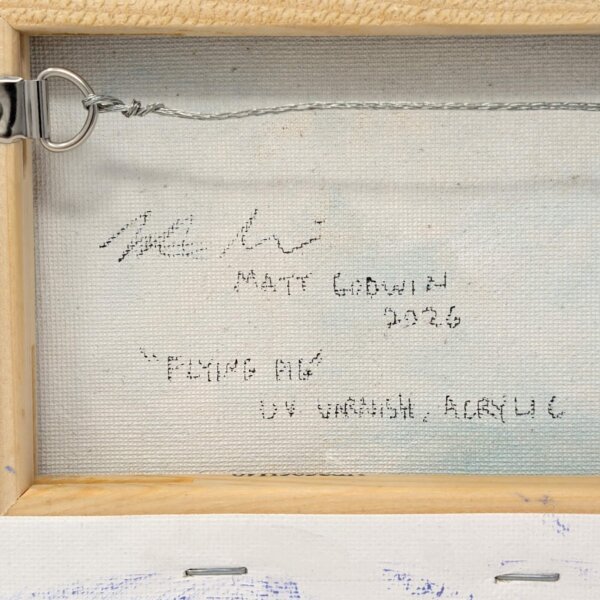 MATT GODWIN
2026
"FLYING PIG"
UV VARNISH, ACRYLIC